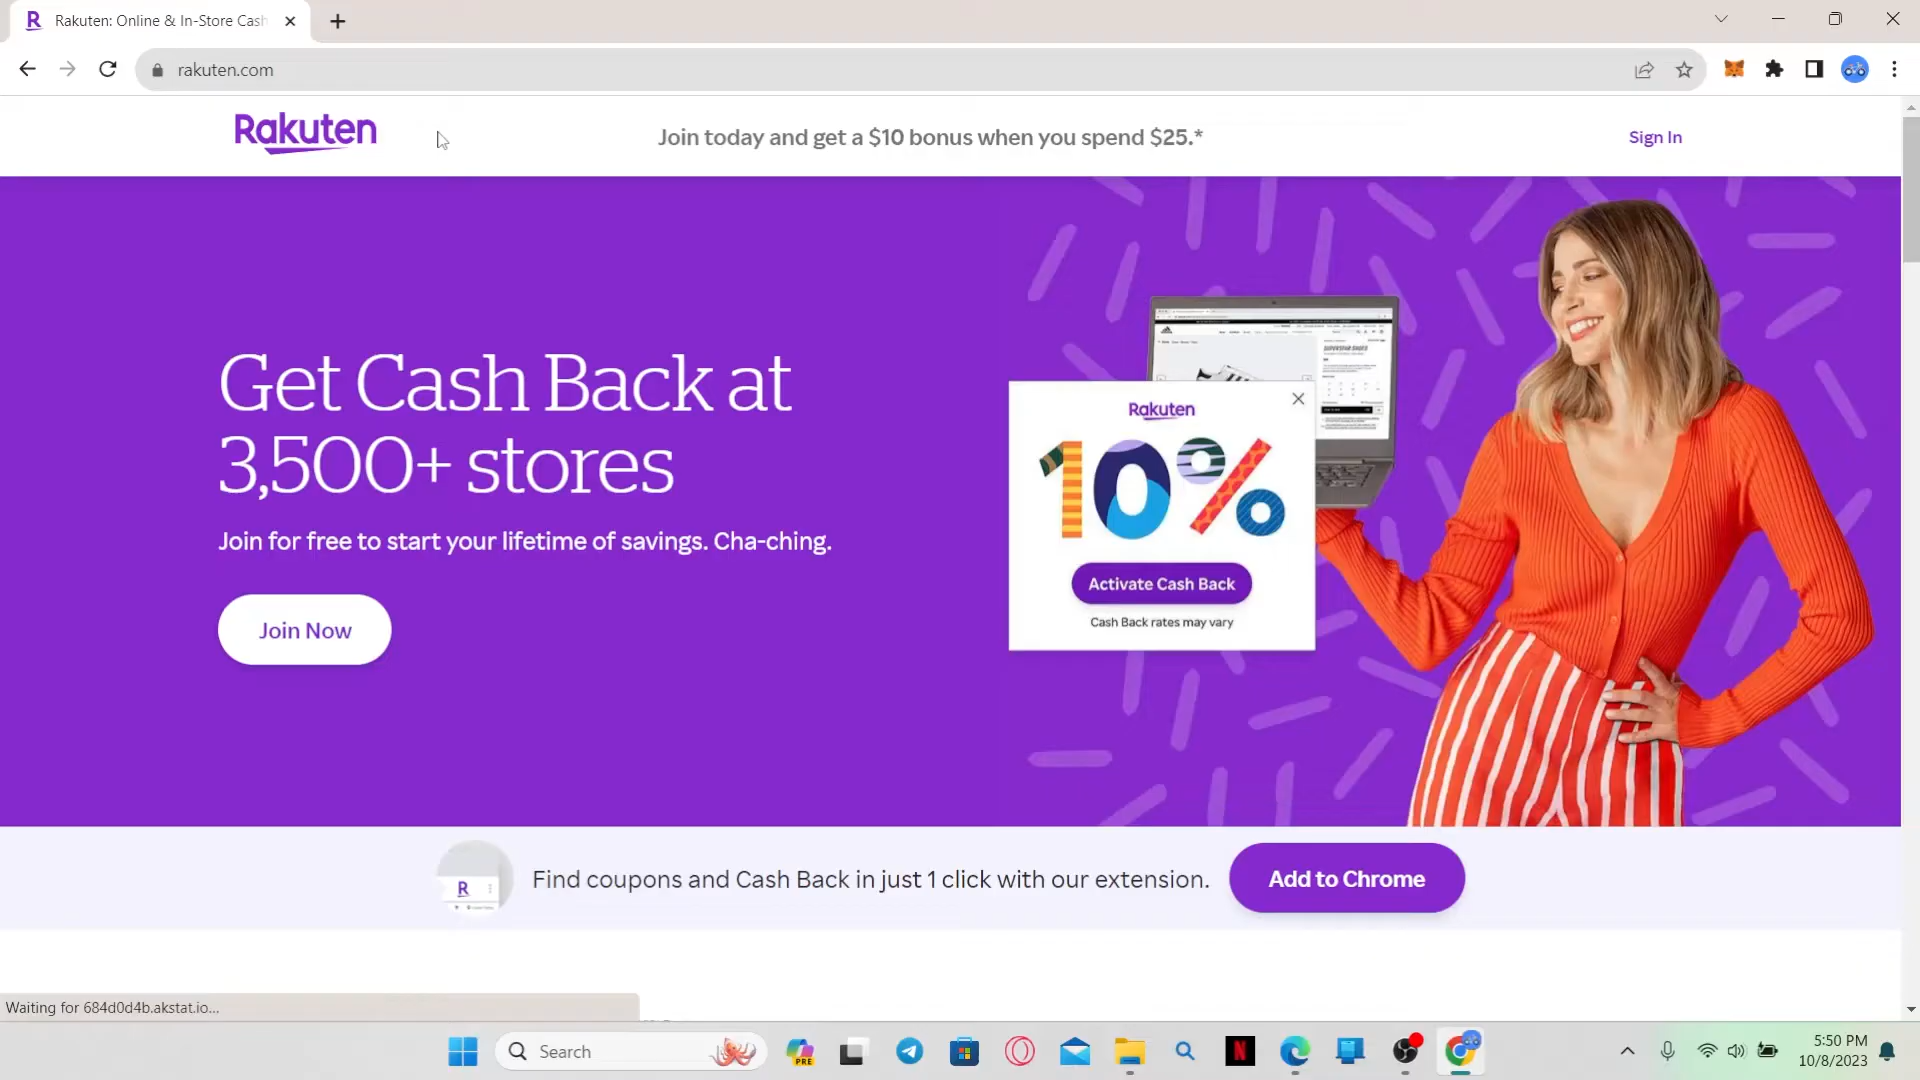 Rakuten: Online & In-Store Cash
rakuten.com
Rakuten
Join today and get a $10 bonus when you spend $25.*
Sign In
Get Cash Back at
3,500+ stores
Join for free to start your lifetime of savings. Cha-ching.
Join Now
Rakuten
10%
Activate Cash Back
Cash Back rates may vary
Find coupons and Cash Back in just 1 click with our extension.
Add to Chrome
Waiting for 684d0d4b.akstat.io...
Search
PRE
5:50 PM
10/8/2023